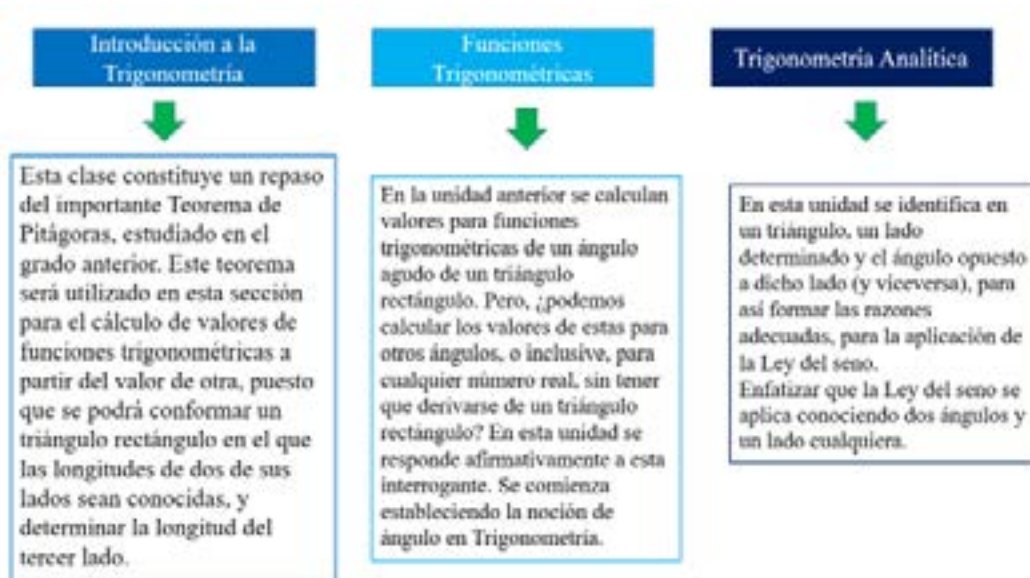 Introducción a la
Trigonometría
Esta clase constituye un repaso
del importante Teorema de
Pitágoras, estudiado en el
grado anterior. Este teorema
será utilizado en esta sección
para el cálculo de valores de
funciones trigonométricas a
partir del valor de otra, puesto
que se podrá conformar un
triángulo rectángulo en el que
las longitudes de dos de sus
lados sean conocidas, y
determinar la longitud del
tercer lado.
Funciones
Trigonométricas
En la unidad anterior se calculan
valores para funciones
trigonométricas de un ángulo
agudo de un triángulo
rectángulo. Pero, ¿podemos
calcular los valores de estas para
otros ángulos, o inclusive, para
cualquier número real, sin tener
que derivarse de un triángulo
rectángulo? En esta unidad se
responde afirmativamente a esta
interrogante. Se comienza
estableciendo la noción de
ángulo en Trigonometría.
Trigonometría Analítica
En esta unidad se identifica en
un triángulo, un lado
determinado y el ángulo opuesto
a dicho lado (y viceversa), para
así formar las razones
adecuadas, para la aplicación de
la Ley del seno.
Enfatizar que la Ley del seno se
aplica conociendo dos ángulos y
un lado cualquiera.